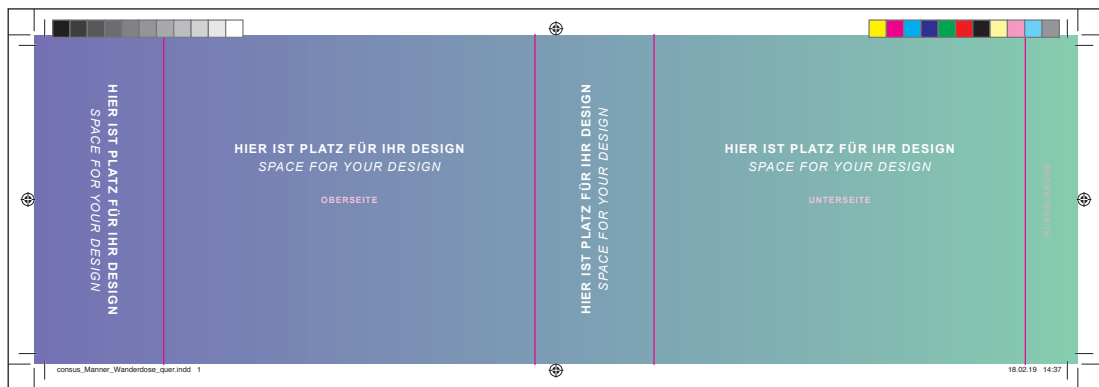 HIER IST PLATZ FÜR IHR DESIGN
SPACE FOR YOUR DESIGN
HIER IST PLATZ FÜR IHR DESIGN
SPACE FOR YOUR DESIGN
OBERSEITE
HIER IST PLATZ FÜR IHR DESIGN
SPACE FOR YOUR DESIGN
HIER IST PLATZ FÜR IHR DESIGN
SPACE FOR YOUR DESIGN
UNTERSEITE
KLEBELASCHE
consus_Manner_Wanderdose_quer.indd 1
18.02.19 14:37